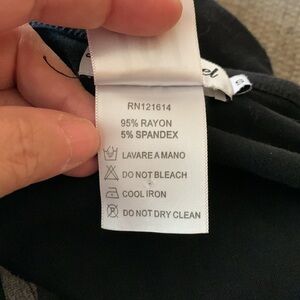 RN121614
95% RAYON
5% SPANDEX
LAVARE A MANO
DO NOT BLEACH
COOL IRON
DO NOT DRY CLEAN
S